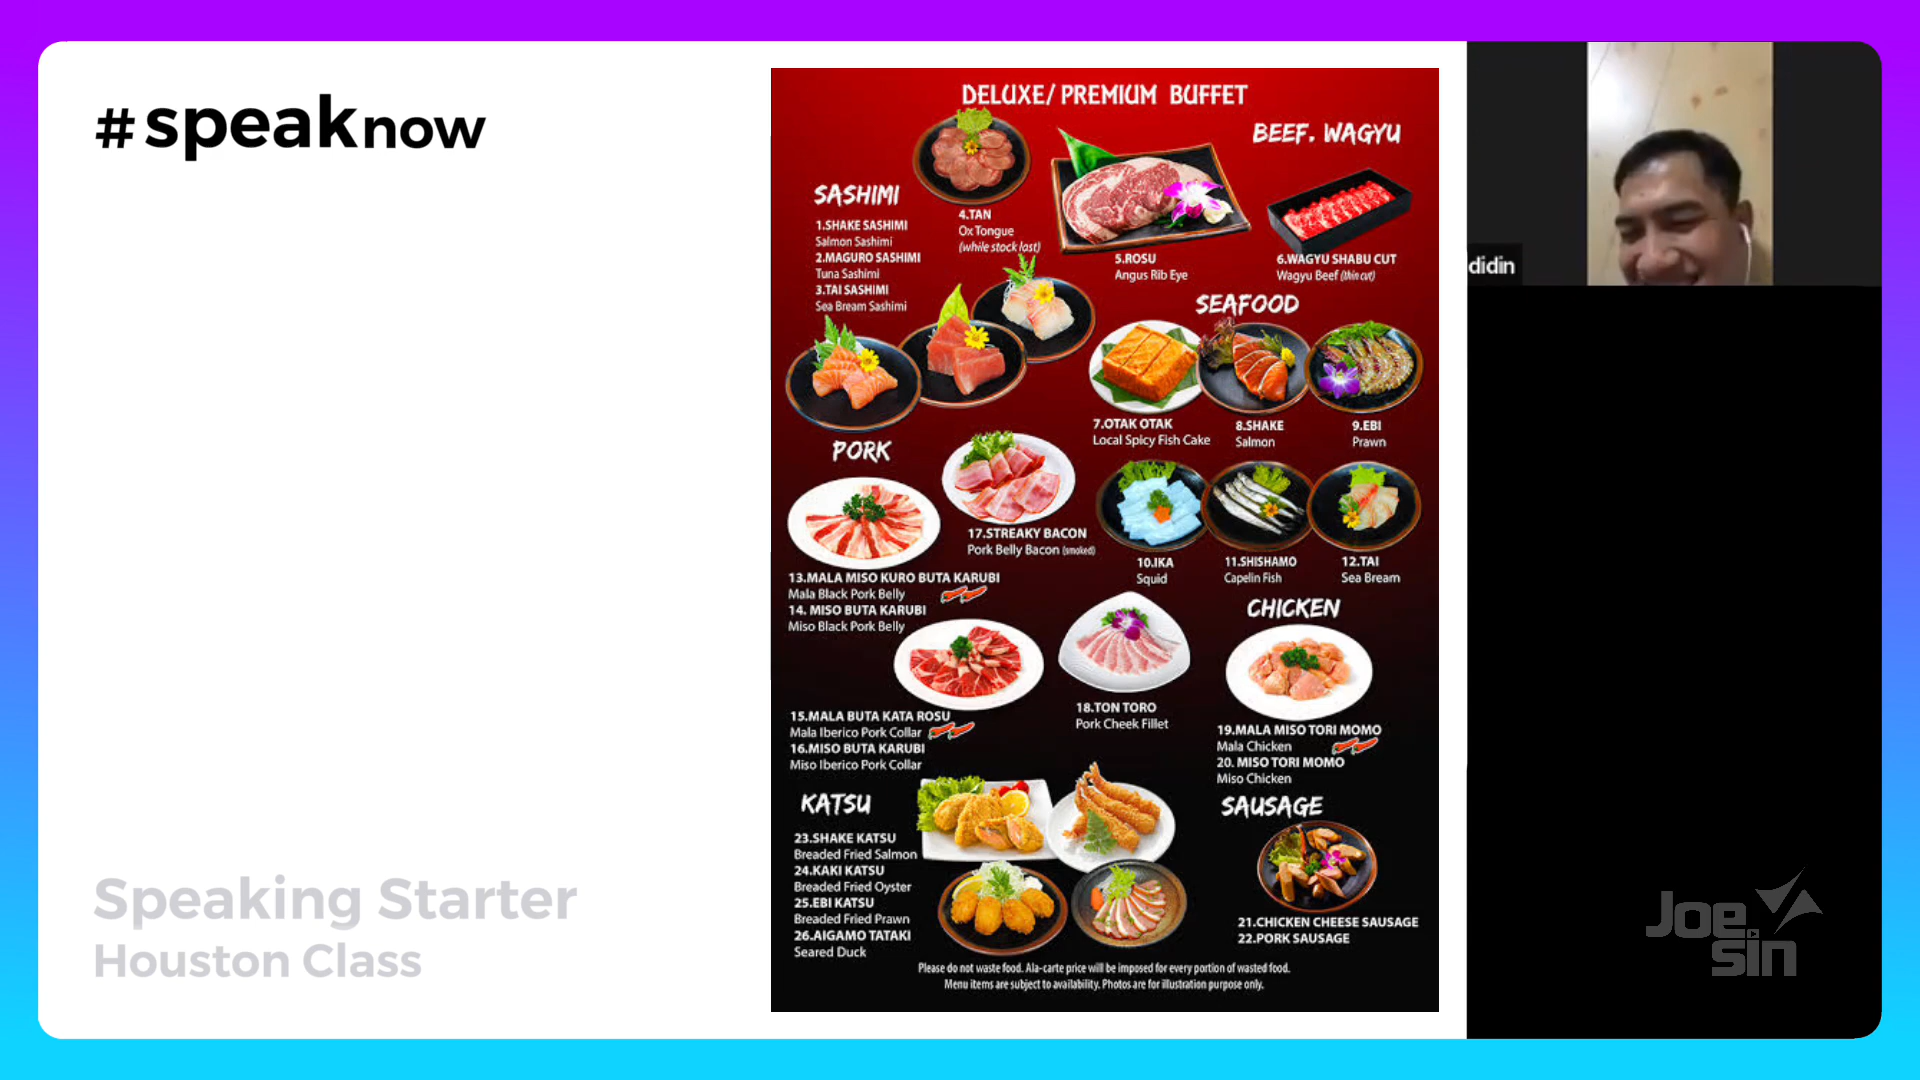 #speaknow
DELUXE/ PREMIUM BUFFET
BEEF. WAGYU
SASHIMI
1.SHAKE SASHIMI
Salmon Sashimi
2.MAGURO SASHIMI
Tuna Sashimi
3.TAI SASHIMI
Sea Bream Sashimi
4.TAN
Ox Tongue
(while stock last)
5.ROSU
Angus Rib Eye
6.WAGYU SHABU CUT
Wagyu Beef (thin cut)
SEAFOOD
7.OTAK OTAK
Local Spicy Fish Cake
8.SHAKE
Salmon
9.EBI
Prawn
10.IKA
Squid
11.SHISHAMO
Capelin Fish
12.TAI
Sea Bream
PORK
17.STREAKY BACON
Pork Belly Bacon (smoked)
13.MALA MISO KURO BUTA KARUBI
Mala Black Pork Belly
14. MISO BUTA KARUBI
Miso Black Pork Belly
15.MALA BUTA KATA ROSU
Mala Iberico Pork Collar
16.MISO BUTA KARUBI
Miso Iberico Pork Collar
18.TON TORO
Pork Cheek Fillet
CHICKEN
19.MALA MISO TORI MOMO
Mala Chicken
20. MISO TORI MOMO
Miso Chicken
KATSU
23.SHAKE KATSU
Breaded Fried Salmon
24.KAKI KATSU
Breaded Fried Oyster
25.EBI KATSU
Breaded Fried Prawn
26.AIGAMO TATAKI
Seared Duck
SAUSAGE
21.CHICKEN CHEESE SAUSAGE
22.PORK SAUSAGE
Please do not waste food. Ala-carte price will be imposed for every portion of wasted food.
Menu items are subject to availability. Photos are for illustration purpose only.
Speaking Starter
Houston Class
didin
Joe
sin